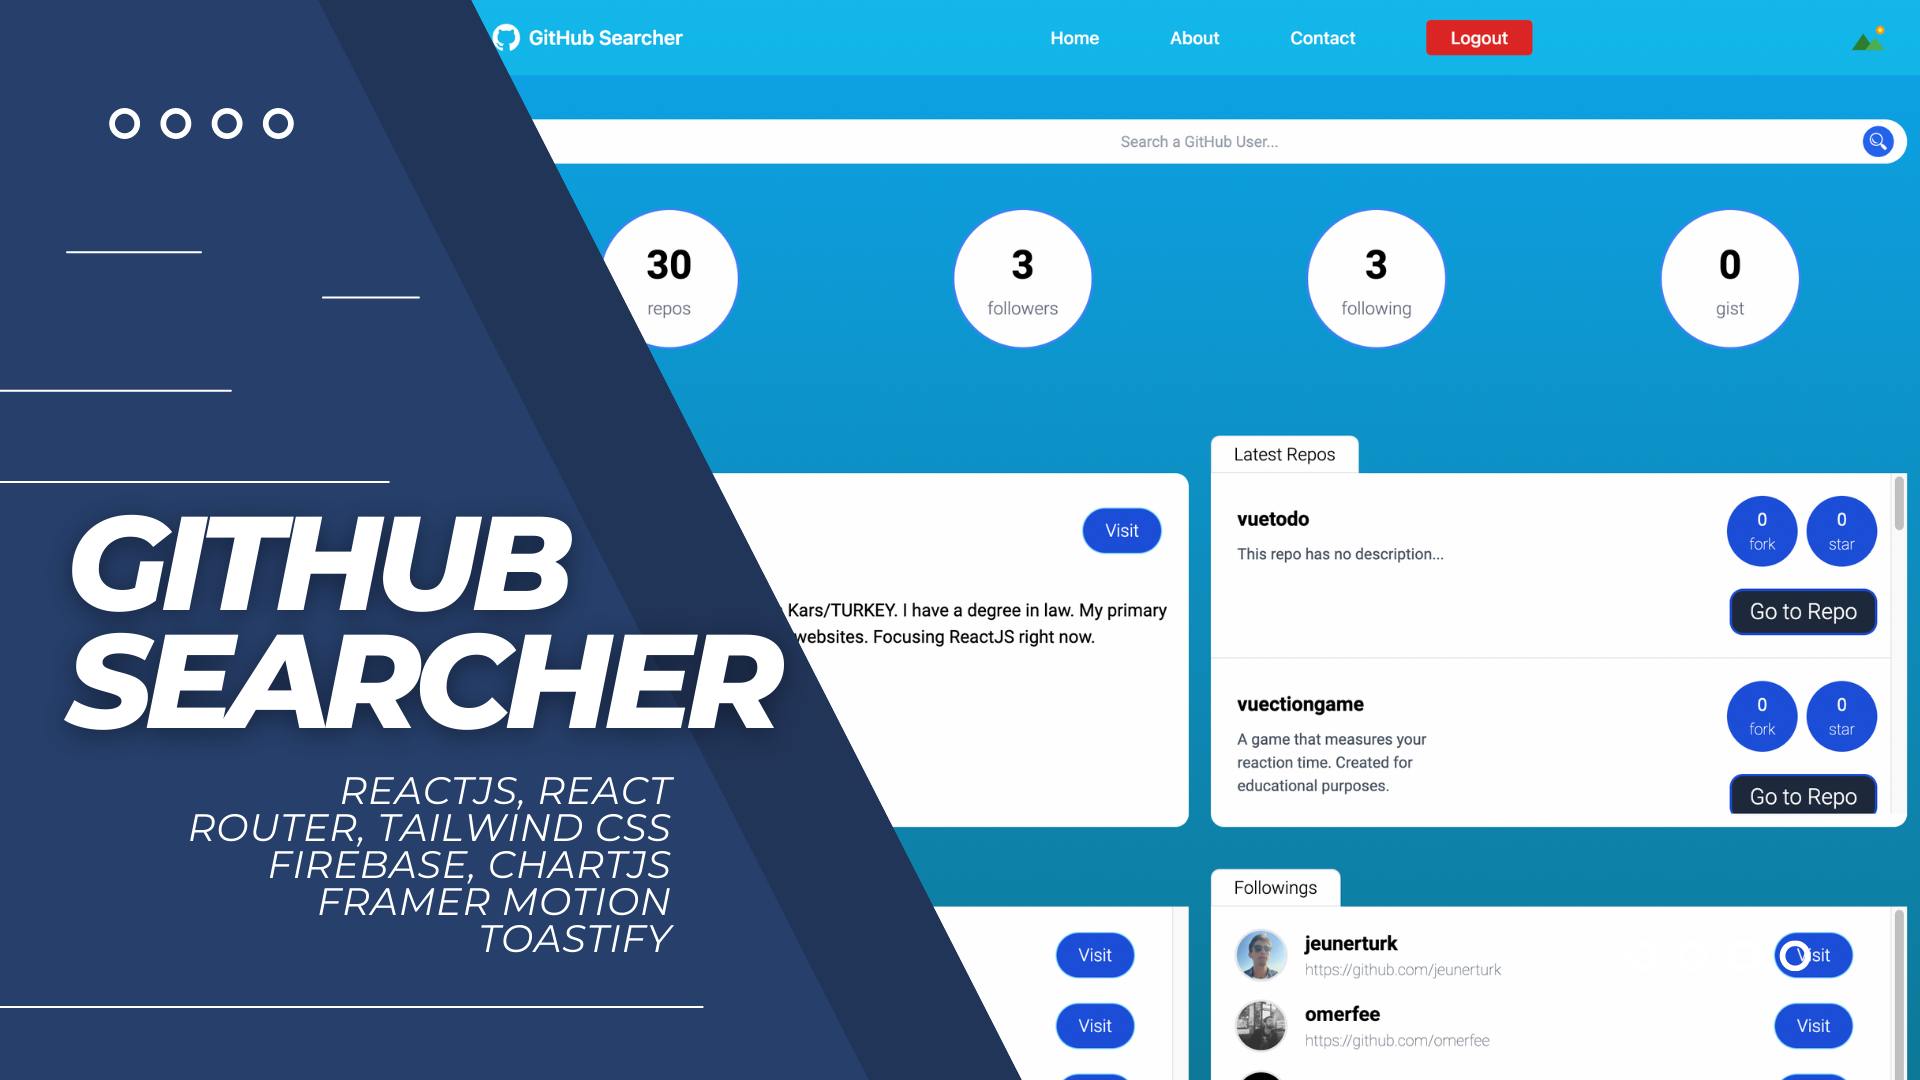 GitHub Searcher
Home
About
Contact
Logout
Search a GitHub User...
30
repos
3
followers
3
following
0
gist
GITHUB
SEARCHER
REACTJS, REACT
ROUTER, TAILWIND CSS
FIREBASE, CHARTJS
FRAMER MOTION
TOASTIFY
Visit
Kars/TURKEY. I have a degree in law. My primary
websites. Focusing ReactJS right now.
Latest Repos
vuetodo
This repo has no description...
0
fork
0
star
Go to Repo
vuectiongame
A game that measures your
reaction time. Created for
educational purposes.
0
fork
0
star
Go to Repo
Visit
Visit
Followings
jeunerturk
https://github.com/jeunerturk
Visit
omerfee
https://github.com/omerfee
Visit